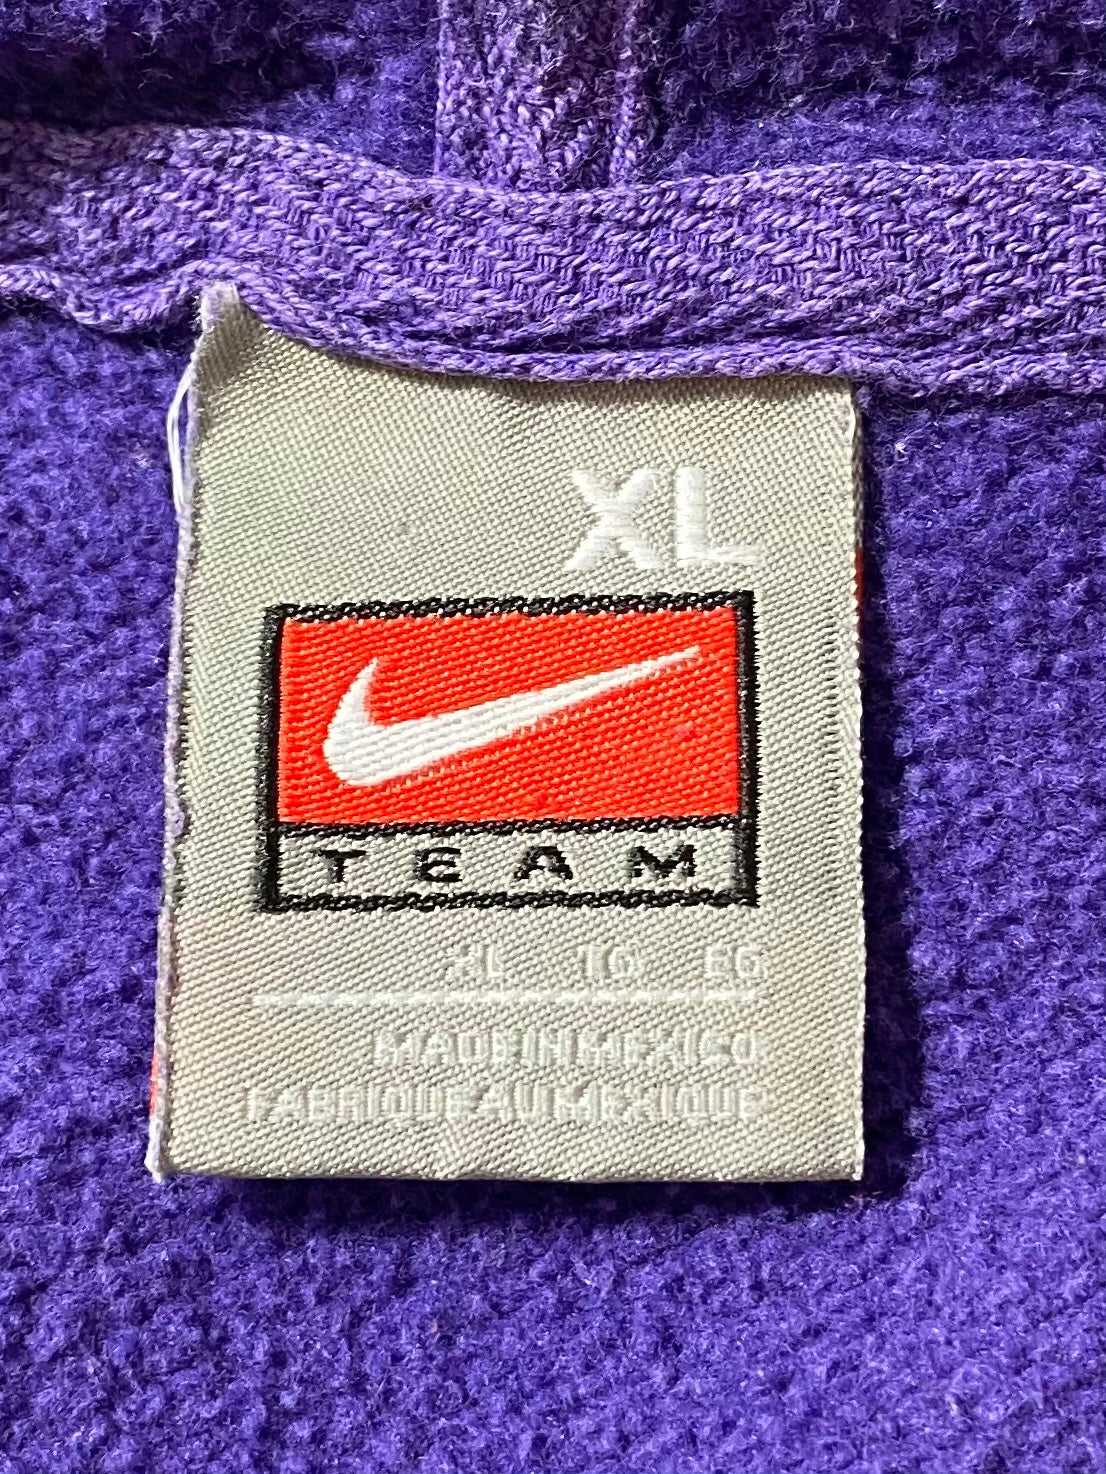 XL
TEAM
XL TG EG
MADE IN MEXICO
FABRIQUE AU MEXIQUE